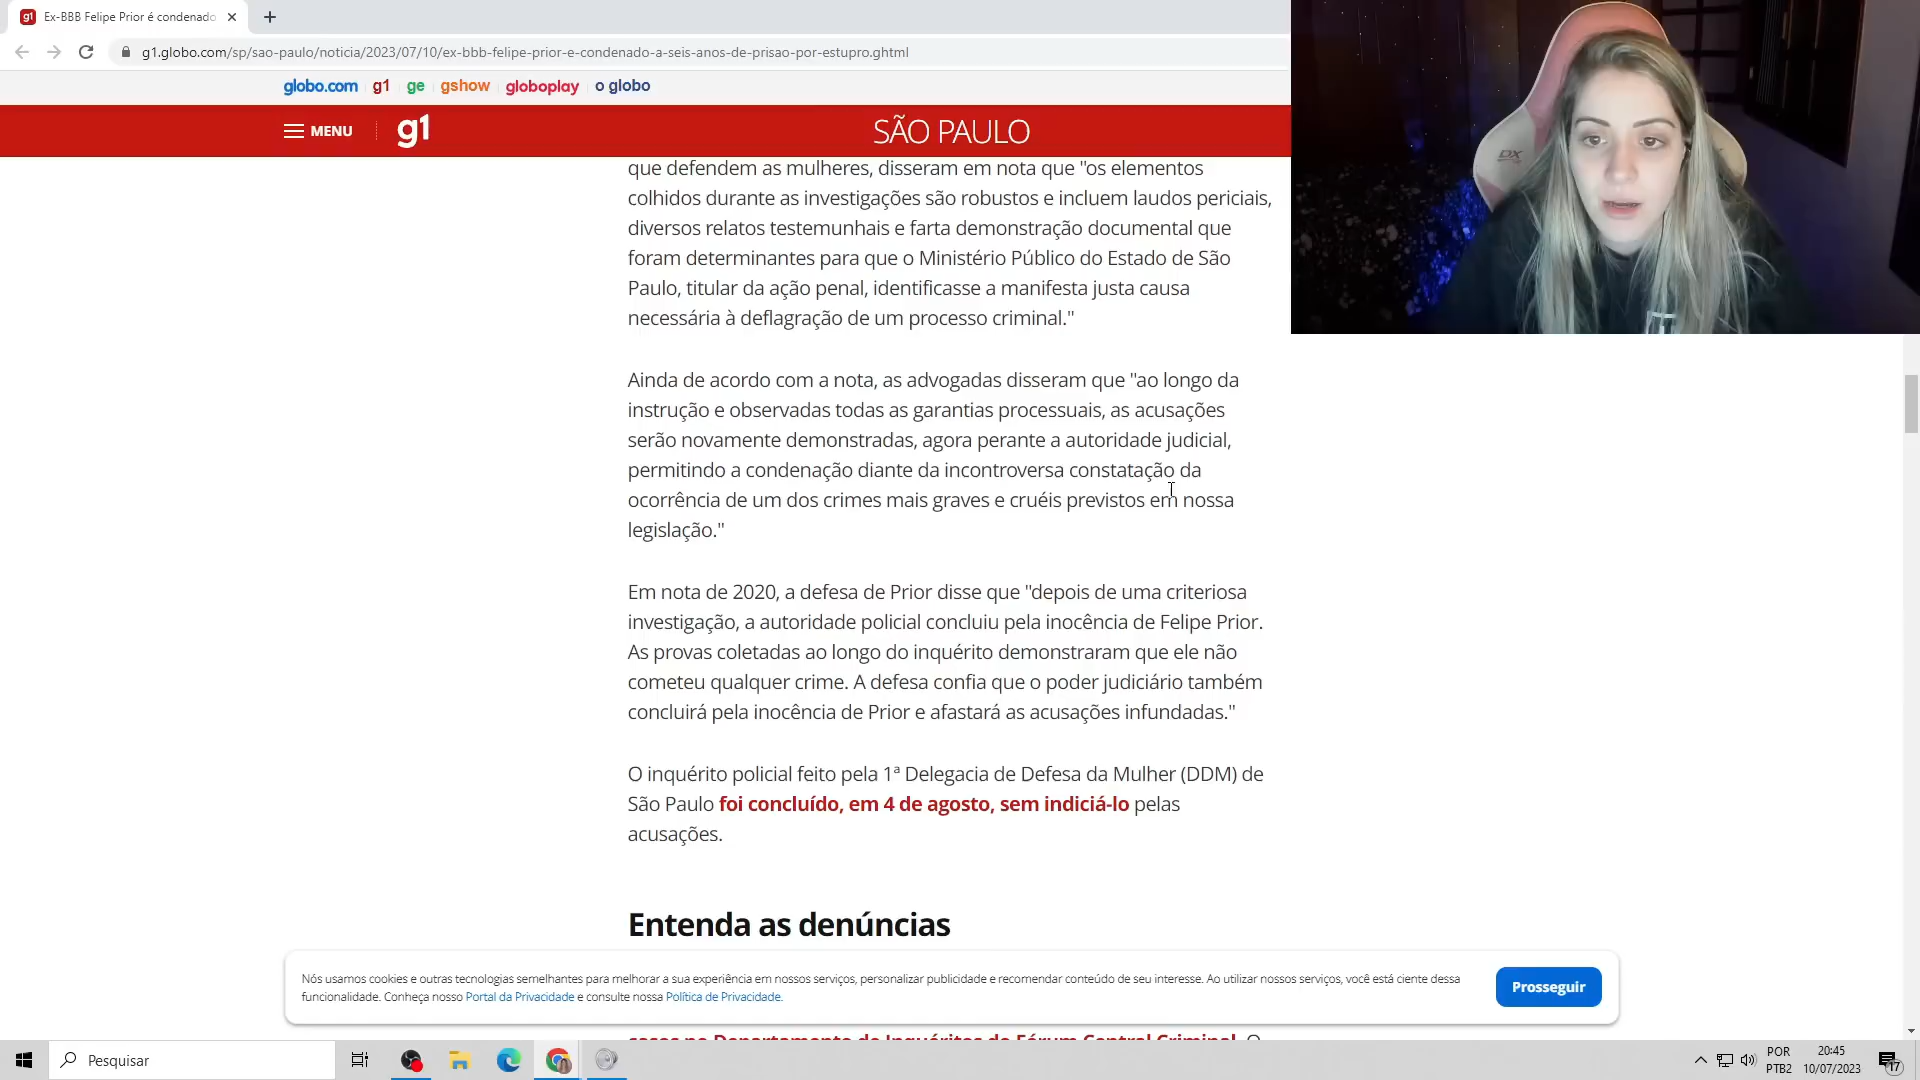 g1 Ex-BBB Felipe Prior é condenado
g1.globo.com/sp/sao-paulo/noticia/2023/07/10/ex-bbb-felipe-prior-e-condenado-a-seis-anos-de-prisao-por-estupro.ghtml
globo.com g1 ge gshow globoplay o globo
MENU g1 SÃO PAULO
que defendem as mulheres, disseram em nota que "os elementos
colhidos durante as investigações são robustos e incluem laudos periciais,
diversos relatos testemunhais e farta demonstração documental que
foram determinantes para que o Ministério Público do Estado de São
Paulo, titular da ação penal, identificasse a manifesta justa causa
necessária à deflagração de um processo criminal."
Ainda de acordo com a nota, as advogadas disseram que "ao longo da
instrução e observadas todas as garantias processuais, as acusações
serão novamente demonstradas, agora perante a autoridade judicial,
permitindo a condenação diante da incontroversa constatação da
ocorrência de um dos crimes mais graves e cruéis previstos em nossa
legislação."
Em nota de 2020, a defesa de Prior disse que "depois de uma criteriosa
investigação, a autoridade policial concluiu pela inocência de Felipe Prior.
As provas coletadas ao longo do inquérito demonstraram que ele não
cometeu qualquer crime. A defesa confia que o poder judiciário também
concluirá pela inocência de Prior e afastará as acusações infundadas."
O inquérito policial feito pela 1ª Delegacia de Defesa da Mulher (DDM) de
São Paulo foi concluído, em 4 de agosto, sem indiciá-lo pelas
acusações.
Entenda as denúncias
Nós usamos cookies e outras tecnologias semelhantes para melhorar a sua experiência em nossos serviços, personalizar publicidade e recomendar conteúdo de seu interesse. Ao utilizar nossos serviços, você está ciente dessa
funcionalidade. Conheça nosso Portal da Privacidade e consulte nossa Política de Privacidade.
Prosseguir
casos no Departamento de Inquéritos do Fórum Central Criminal. O
Pesquisar
POR
PTB2
20:45
10/07/2023
17
DX